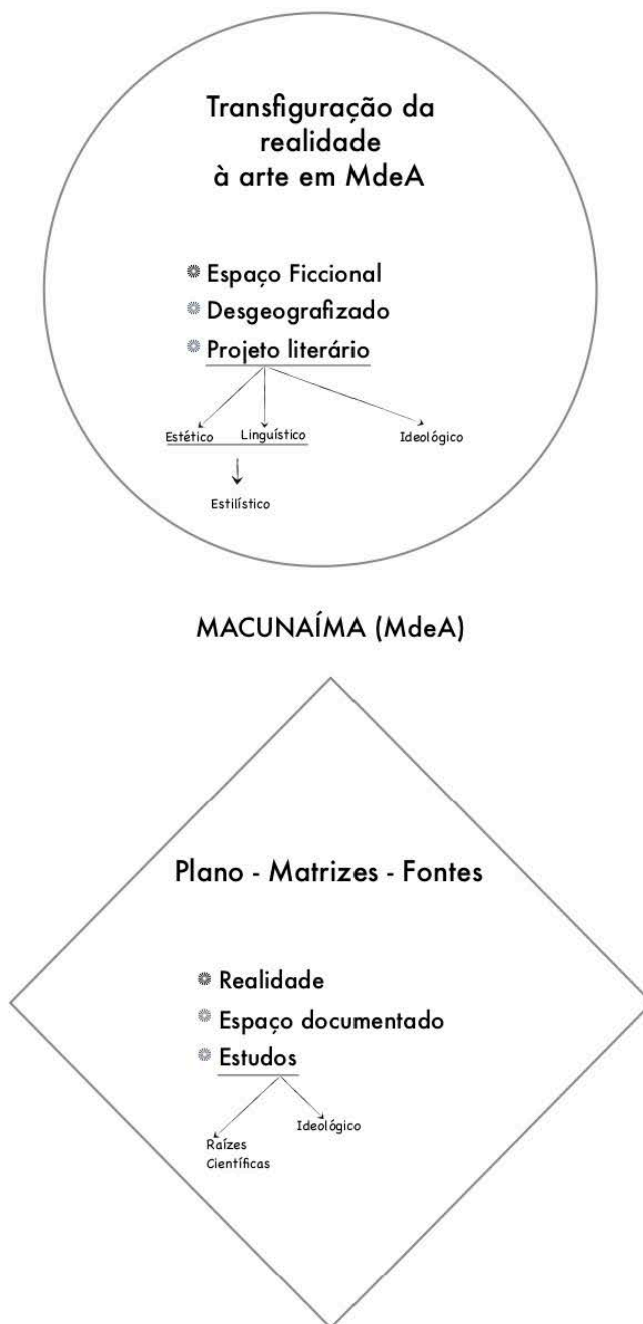 Transfiguração da
realidade
à arte em MdeA
Espaço Ficcional
Desgeografizado
Projeto literário
Estético Linguístico Ideológico
Estilístico
MACUNAÍMA (MdeA)
Plano - Matrizes - Fontes
Realidade
Espaço documentado
Estudos
Ideológico
Raízes
Científicas